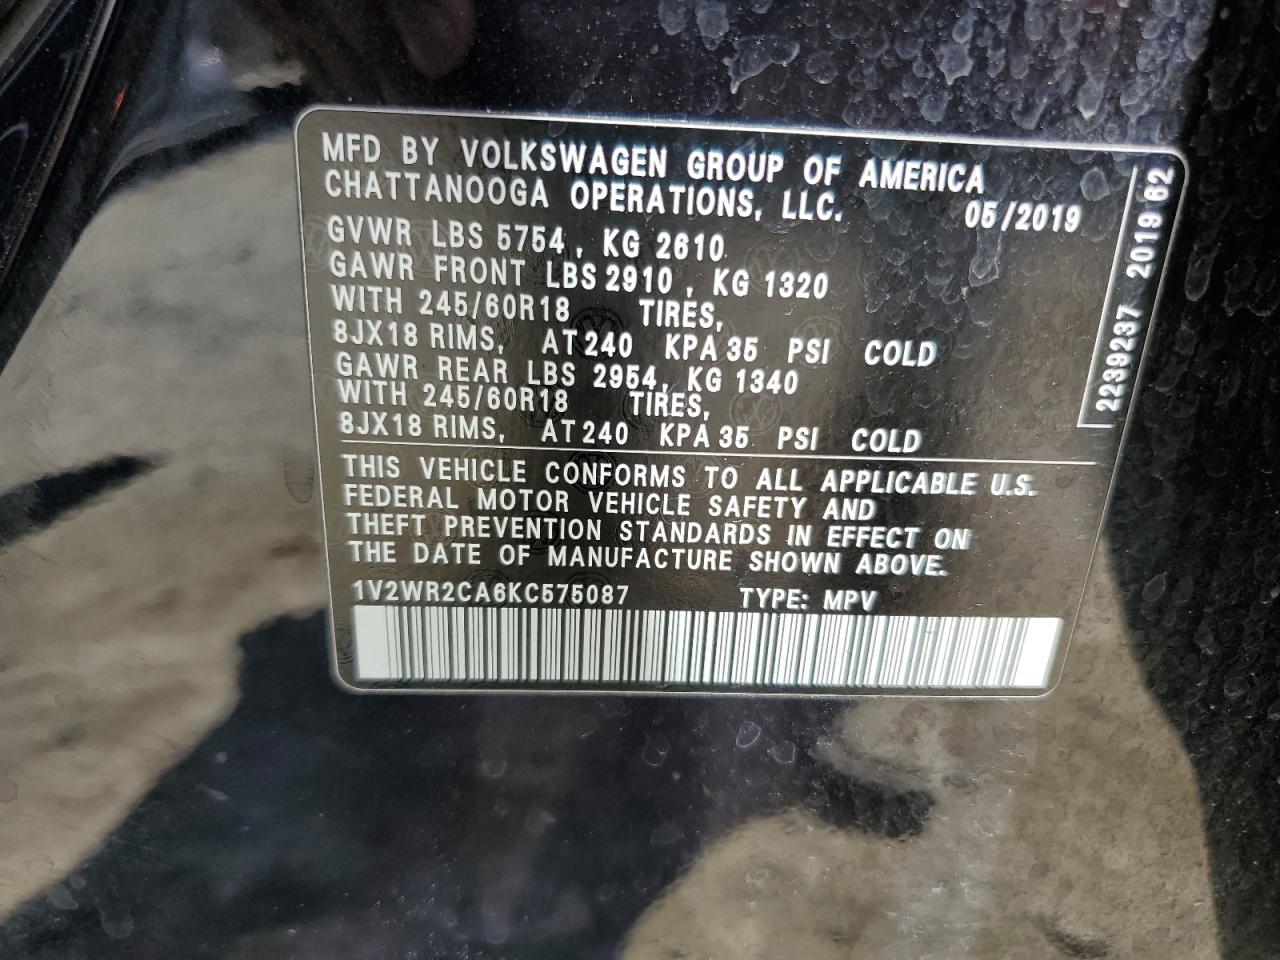 MFD BY VOLKSWAGEN GROUP OF AMERICA
CHATTANOOGA OPERATIONS, LLC. 05/2019
GVWR LBS 5754, KG 2610
GAWR FRONT LBS 2910, KG 1320
WITH 245/60R18 TIRES,
8JX18 RIMS, AT 240 KPA 35 PSI COLD
GAWR REAR LBS 2954, KG 1340
WITH 245/60R18 TIRES,
8JX18 RIMS, AT 240 KPA 35 PSI COLD
THIS VEHICLE CONFORMS TO ALL APPLICABLE U.S.
FEDERAL MOTOR VEHICLE SAFETY AND
THEFT PREVENTION STANDARDS IN EFFECT ON
THE DATE OF MANUFACTURE SHOWN ABOVE.
1V2WR2CA6KC575087 TYPE: MPV
2239237 2019 62